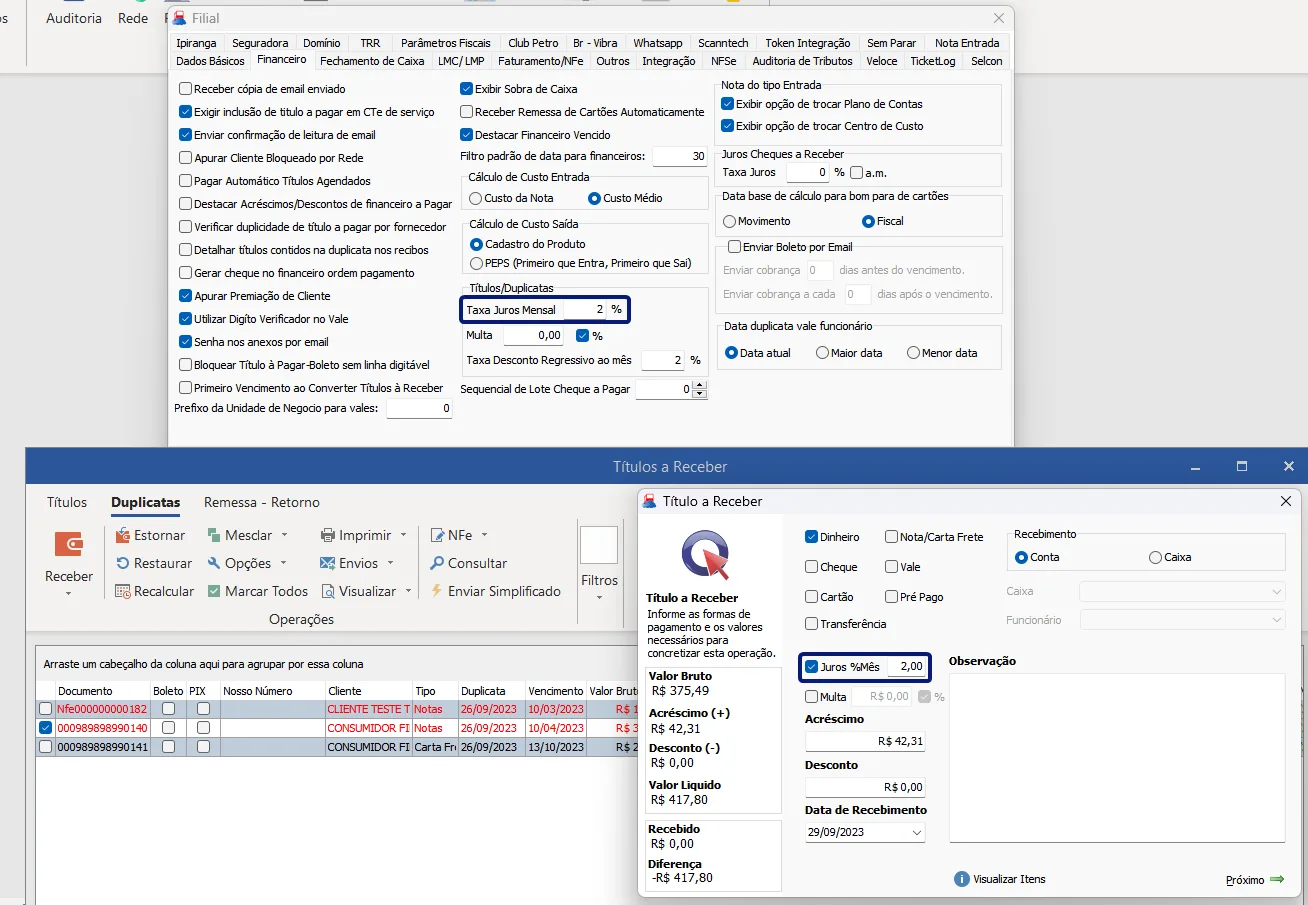 Auditoria Rede
Filial
Ipiranga Seguradora Domínio TRR Parâmetros Fiscais Club Petro Br - Vibra Whatsapp Scanntech Token Integração Sem Parar Nota Entrada
Dados Básicos Financeiro Fechamento de Caixa LMC/ LMP Faturamento/NFe Outros Integração NFSe Auditoria de Tributos Veloce TicketLog Selcon
Receber cópia de email enviado
Exigir inclusão de titulo a pagar em CTe de serviço
Enviar confirmação de leitura de email
Apurar Cliente Bloqueado por Rede
Pagar Automático Títulos Agendados
Destacar Acréscimos/Descontos de financeiro a Pagar
Verificar duplicidade de título a pagar por fornecedor
Detalhar títulos contidos na duplicata nos recibos
Gerar cheque no financeiro ordem pagamento
Apurar Premiação de Cliente
Utilizar Digíto Verificador no Vale
Senha nos anexos por email
Bloquear Título à Pagar-Boleto sem linha digitável
Primeiro Vencimento ao Converter Títulos à Receber
Prefixo da Unidade de Negocio para vales: 0
Exibir Sobra de Caixa
Receber Remessa de Cartões Automaticamente
Destacar Financeiro Vencido
Filtro padrão de data para financeiros: 30
Cálculo de Custo Entrada
Custo da Nota Custo Médio
Cálculo de Custo Saída
Cadastro do Produto
PEPS (Primeiro que Entra, Primeiro que Sai)
Títulos/Duplicatas
Taxa Juros Mensal 2 %
Multa 0,00 %
Taxa Desconto Regressivo ao mês 2 %
Sequencial de Lote Cheque a Pagar 0
Nota do tipo Entrada
Exibir opção de trocar Plano de Contas
Exibir opção de trocar Centro de Custo
Juros Cheques a Receber
Taxa Juros 0 % a.m.
Data base de cálculo para bom para de cartões
Movimento Fiscal
Enviar Boleto por Email
Enviar cobrança 0 dias antes do vencimento.
Enviar cobrança a cada 0 dias após o vencimento.
Data duplicata vale funcionário
Data atual Maior data Menor data
Títulos a Receber
Títulos Duplicatas Remessa - Retorno
Receber
Estornar Mesclar Imprimir NFe
Restaurar Opções Envios Consultar
Recalcular Marcar Todos Visualizar Enviar Simplificado
Filtros
Operações
Arraste um cabeçalho da coluna aqui para agrupar por essa coluna
Documento Boleto PIX Nosso Número Cliente Tipo Duplicata Vencimento Valor Bruto
Nfe000000000182 CLIENTE TESTE T Notas 26/09/2023 10/03/2023 R$ 1
000989898990140 CONSUMIDOR FI Notas 26/09/2023 10/04/2023 R$ 3
000989898990141 CONSUMIDOR FI Carta Fre 26/09/2023 13/10/2023 R$ 2
Título a Receber
Título a Receber
Informe as formas de
pagamento e os valores
necessários para
concretizar esta operação.
Valor Bruto
R$ 375,49
Acréscimo (+)
R$ 42,31
Desconto (-)
R$ 0,00
Valor Liquido
R$ 417,80
Recebido
R$ 0,00
Diferença
-R$ 417,80
Dinheiro Nota/Carta Frete
Cheque Vale
Cartão Pré Pago
Transferência
Recebimento
Conta Caixa
Caixa
Funcionário
Juros %Mês 2,00
Multa R$ 0,00 %
Acréscimo
R$ 42,31
Desconto
R$ 0,00
Data de Recebimento
29/09/2023
Observação
Visualizar Itens
Próximo